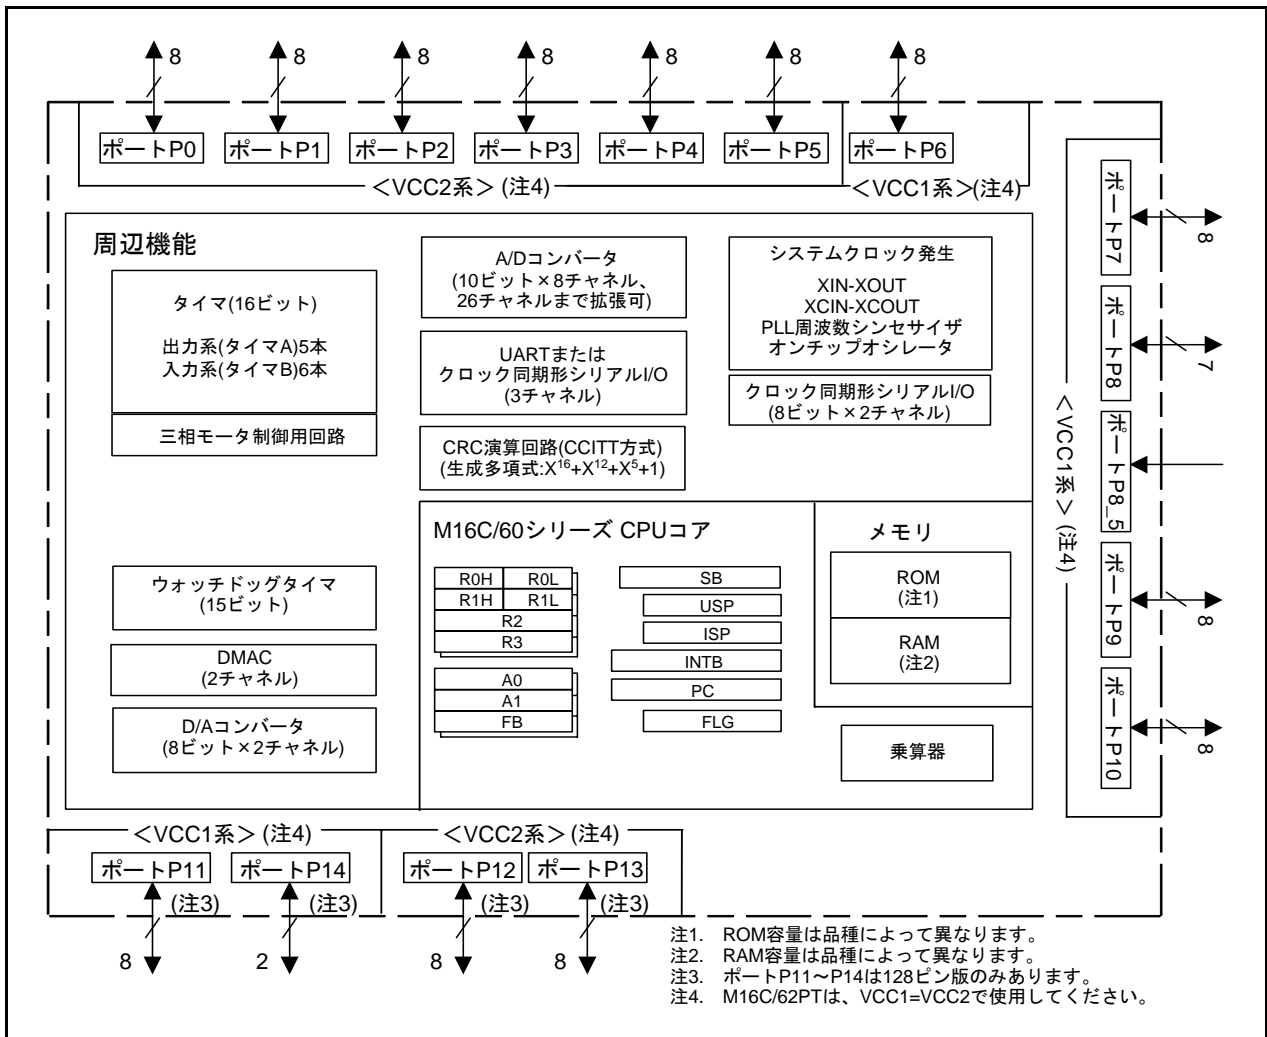 8 8 8 8 8 8 8
ポートP0 ポートP1 ポートP2 ポートP3 ポートP4 ポートP5 ポートP6
<VCC2系> (注4)
<VCC1系>(注4)
ポートP7
8
ポートP8
7
ポートP8_5
ポートP9
8
ポートP10
8
<VCC1系> (注4)
周辺機能
タイマ(16ビット)
出力系(タイマA)5本
入力系(タイマB)6本
三相モータ制御用回路
A/Dコンバータ
(10ビット×8チャネル、
26チャネルまで拡張可)
UARTまたは
クロック同期形シリアルI/O
(3チャネル)
CRC演算回路(CCITT方式)
(生成多項式:X16+X12+X5+1)
システムクロック発生
XIN-XOUT
XCIN-XCOUT
PLL周波数シンセサイザ
オンチップオシレータ
クロック同期形シリアルI/O
(8ビット×2チャネル)
ウォッチドッグタイマ
(15ビット)
DMAC
(2チャネル)
D/Aコンバータ
(8ビット×2チャネル)
M16C/60シリーズ CPUコア
R0H R0L
R1H R1L
R2
R3
A0
A1
FB
SB
USP
ISP
INTB
PC
FLG
メモリ
ROM
(注1)
RAM
(注2)
乗算器
<VCC1系> (注4)
<VCC2系> (注4)
ポートP11 ポートP14 ポートP12 ポートP13
(注3) (注3) (注3) (注3)
8 2 8 8
注1. ROM容量は品種によって異なります。
注2. RAM容量は品種によって異なります。
注3. ポートP11~P14は128ピン版のみあります。
注4. M16C/62PTは、VCC1=VCC2で使用してください。